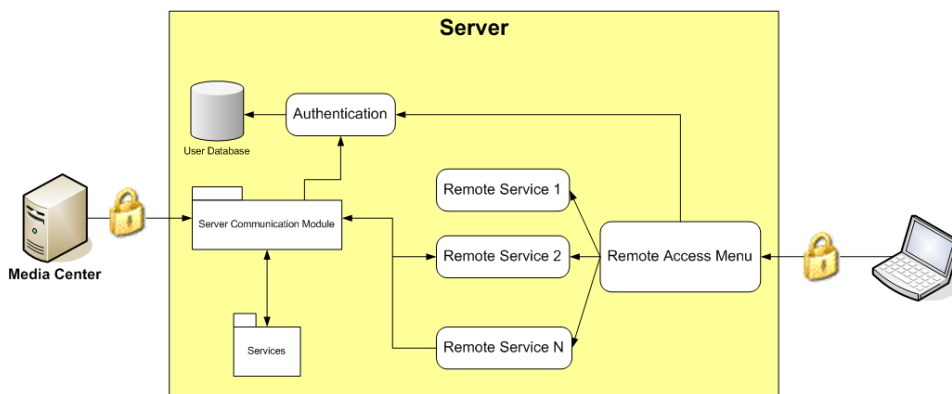 Server
Authentication
User Database
Remote Service 1
Server Communication Module
Remote Service 2
Remote Access Menu
Media Center
Remote Service N
Services